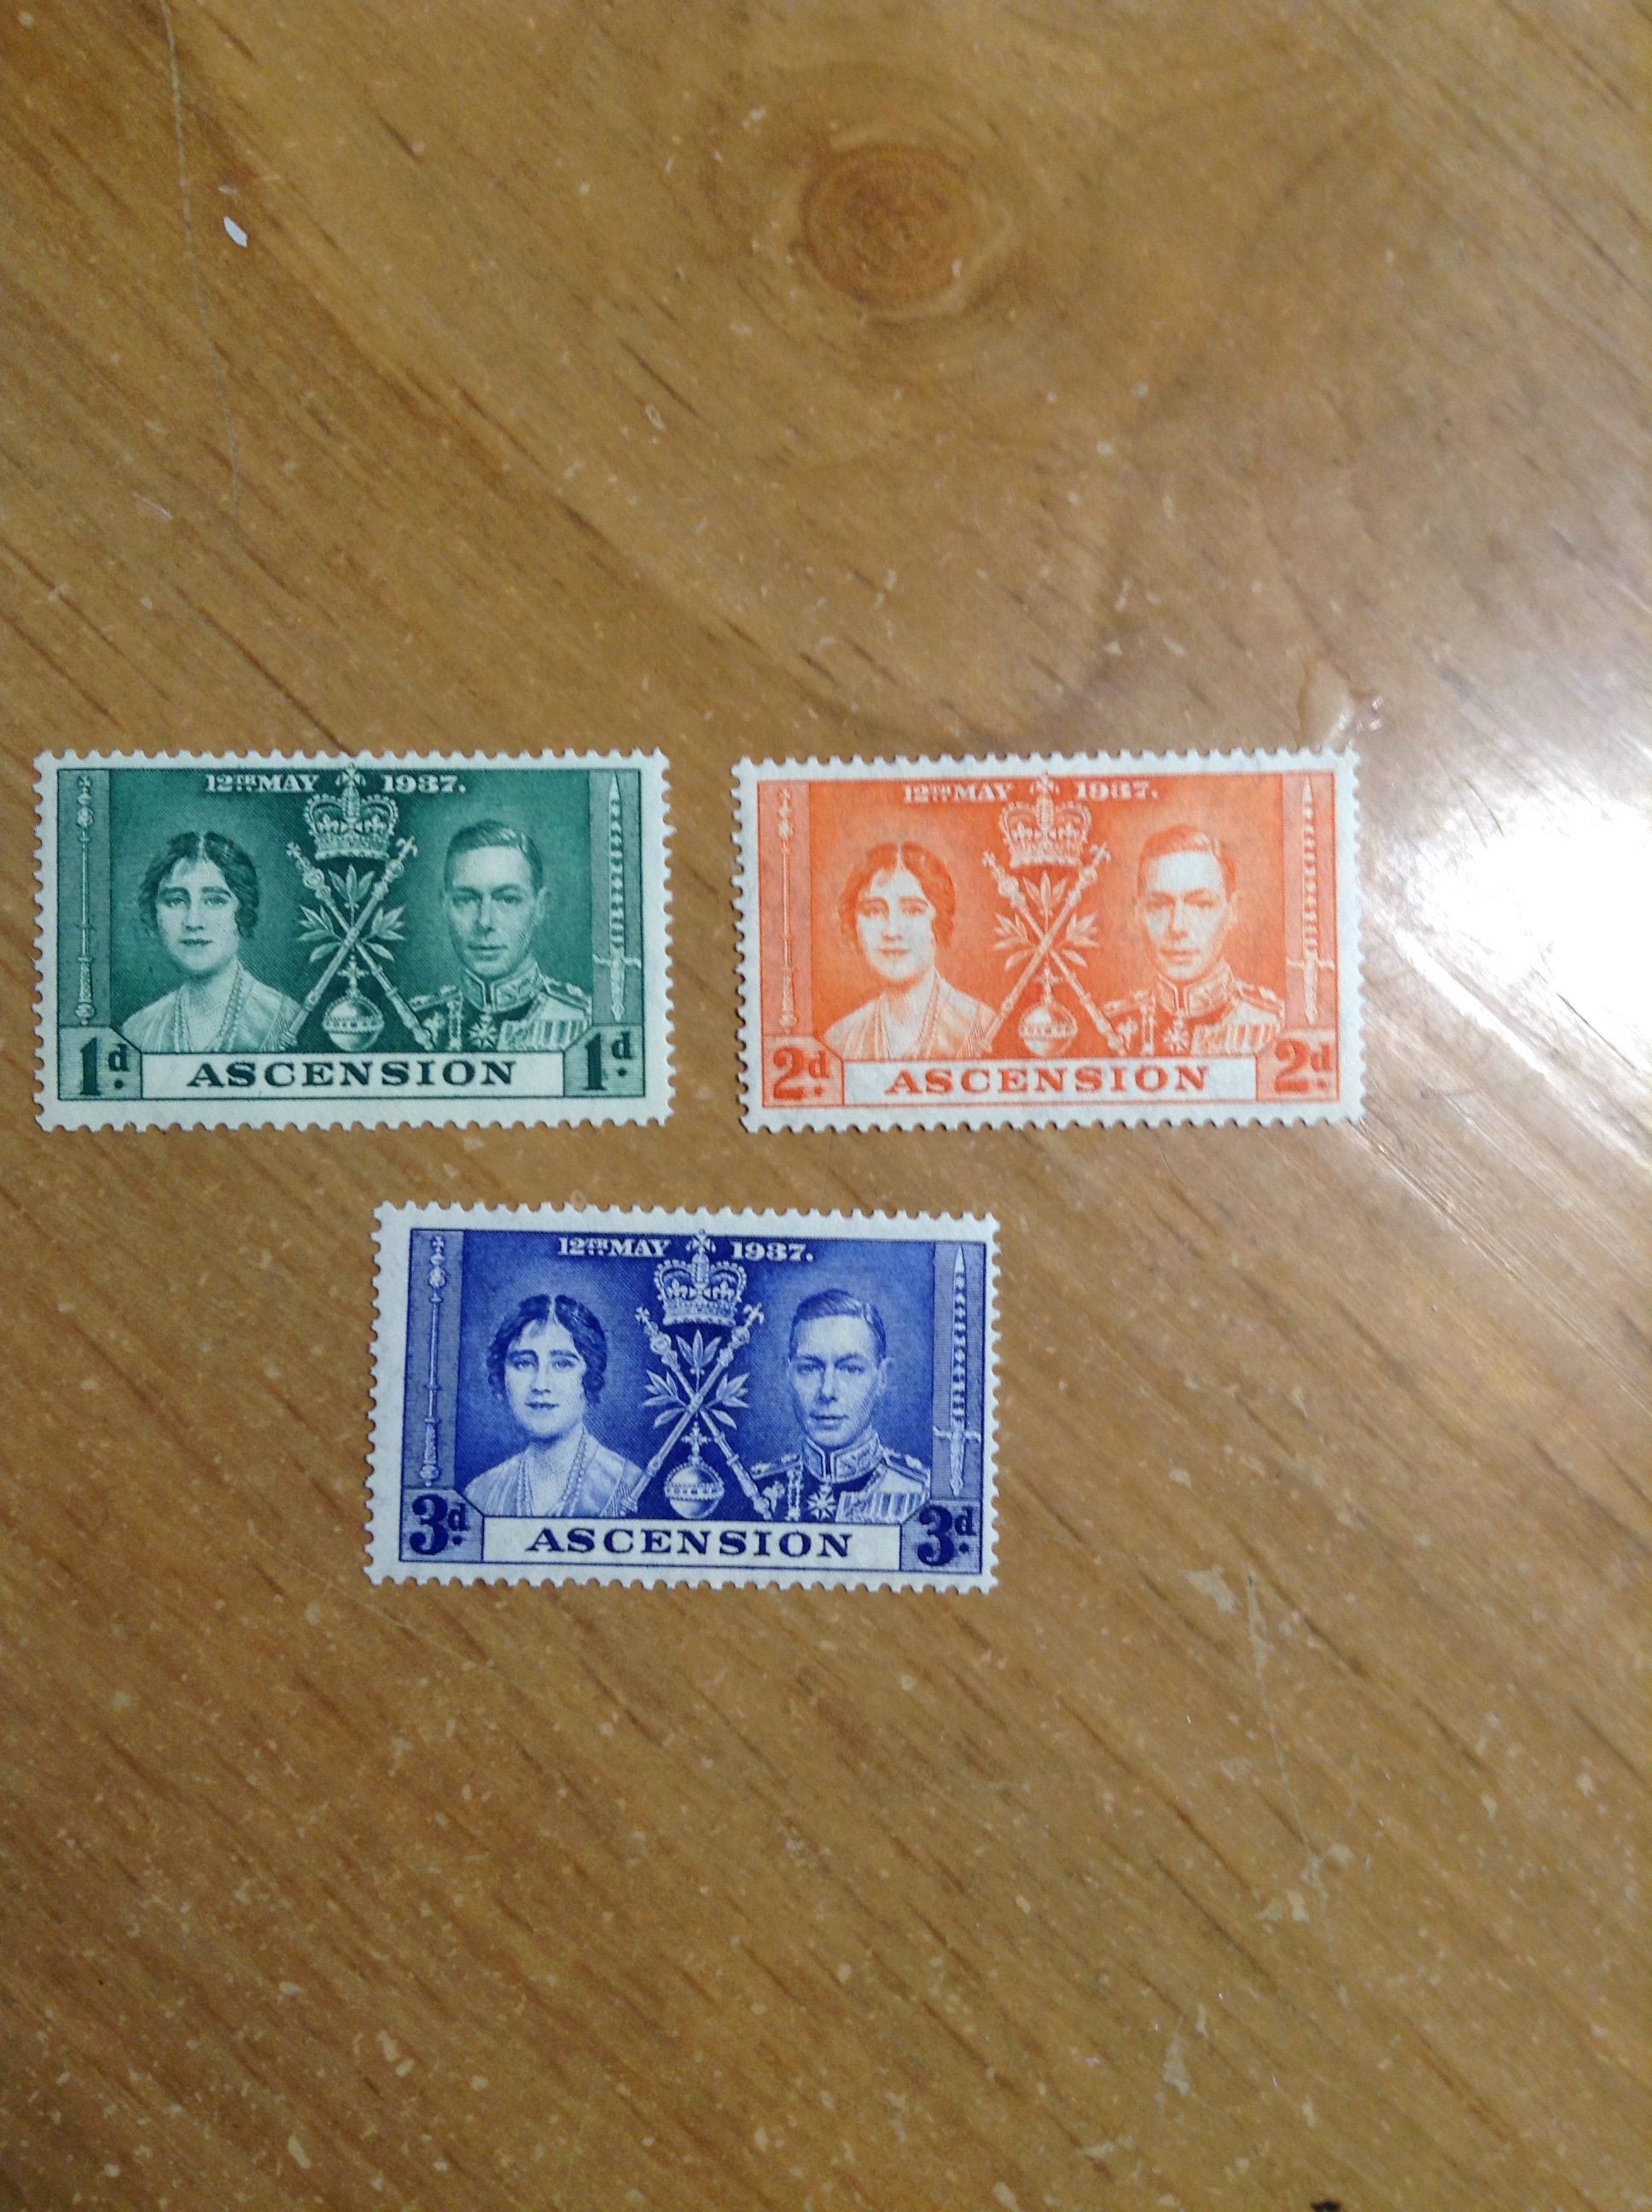 12TH MAY 1937.
1d. ASCENSION 1d.
12TH MAY 1937.
2d. ASCENSION 2d.
12TH MAY 1937.
3d. ASCENSION 3d.